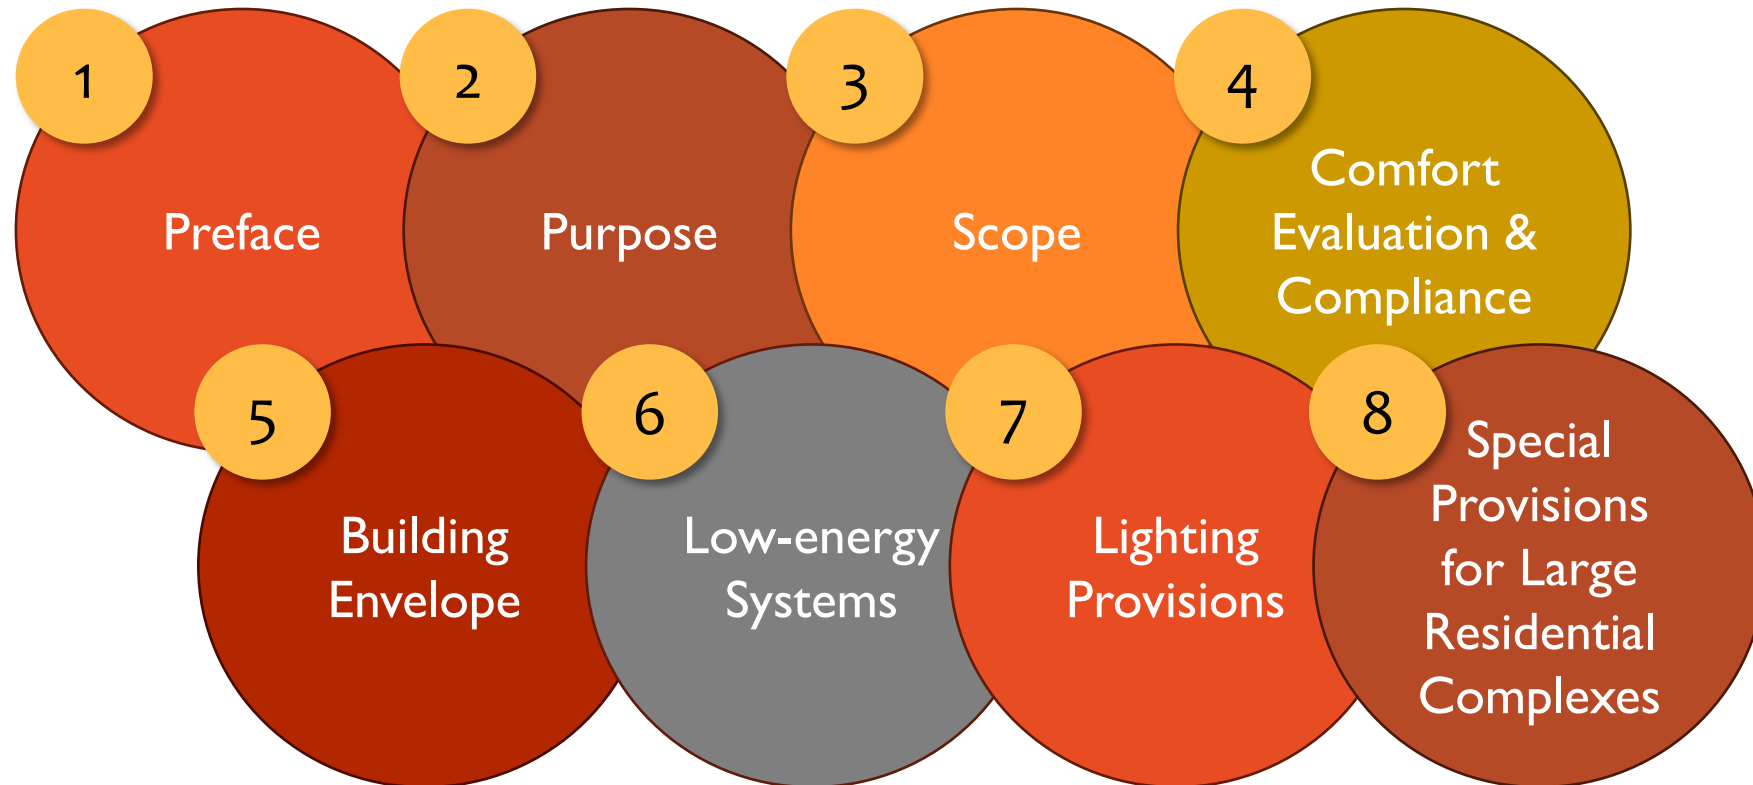 1
Preface
2
Purpose
3
Scope
4
Comfort
Evaluation &
Compliance
5
Building
Envelope
6
Low-energy
Systems
7
Lighting
Provisions
8
Special
Provisions
for Large
Residential
Complexes